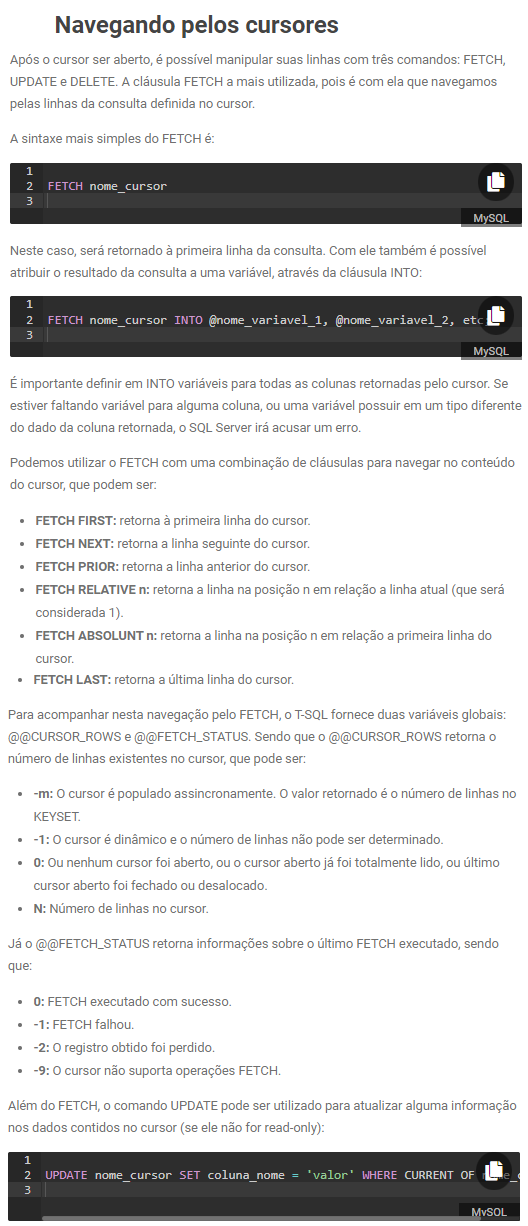 Navegando pelos cursores
Após o cursor ser aberto, é possível manipular suas linhas com três comandos: FETCH,
UPDATE e DELETE. A cláusula FETCH a mais utilizada, pois é com ela que navegamos
pelas linhas da consulta definida no cursor.
A sintaxe mais simples do FETCH é:
1
2 FETCH nome_cursor
3
MySQL
Neste caso, será retornado à primeira linha da consulta. Com ele também é possível
atribuir o resultado da consulta a uma variável, através da cláusula INTO:
1
2 FETCH nome_cursor INTO @nome_variavel_1, @nome_variavel_2, etc
3
MySQL
É importante definir em INTO variáveis para todas as colunas retornadas pelo cursor. Se
estiver faltando variável para alguma coluna, ou uma variável possuir em um tipo diferente
do dado da coluna retornada, o SQL Server irá acusar um erro.
Podemos utilizar o FETCH com uma combinação de cláusulas para navegar no conteúdo
do cursor, que podem ser:
• FETCH FIRST: retorna à primeira linha do cursor.
• FETCH NEXT: retorna a linha seguinte do cursor.
• FETCH PRIOR: retorna a linha anterior do cursor.
• FETCH RELATIVE n: retorna a linha na posição n em relação a linha atual (que será
considerada 1).
• FETCH ABSOLUNT n: retorna a linha na posição n em relação a primeira linha do
cursor.
• FETCH LAST: retorna a última linha do cursor.
Para acompanhar nesta navegação pelo FETCH, o T-SQL fornece duas variáveis globais:
@@CURSOR_ROWS e @@FETCH_STATUS. Sendo que o @@CURSOR_ROWS retorna o
número de linhas existentes no cursor, que pode ser:
• -m: O cursor é populado assincronamente. O valor retornado é o número de linhas no
KEYSET.
• -1: O cursor é dinâmico e o número de linhas não pode ser determinado.
• 0: Ou nenhum cursor foi aberto, ou o cursor aberto já foi totalmente lido, ou último
cursor aberto foi fechado ou desalocado.
• N: Número de linhas no cursor.
Já o @@FETCH_STATUS retorna informações sobre o último FETCH executado, sendo
que:
• 0: FETCH executado com sucesso.
• -1: FETCH falhou.
• -2: O registro obtido foi perdido.
• -9: O cursor não suporta operações FETCH.
Além do FETCH, o comando UPDATE pode ser utilizado para atualizar alguma informação
nos dados contidos no cursor (se ele não for read-only):
1
2 UPDATE nome_cursor SET coluna_nome = 'valor' WHERE CURRENT OF
3
MySQL